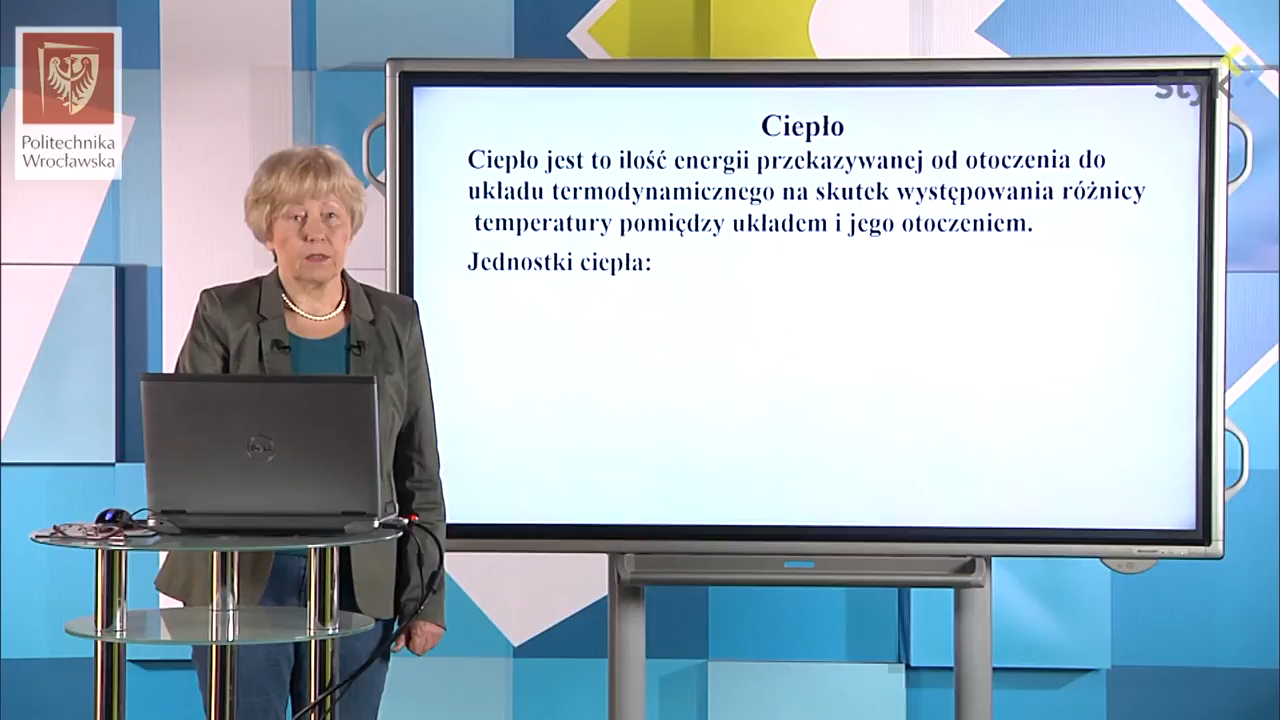 Politechnika
Wrocławska
styk
Ciepło
Ciepło jest to ilość energii przekazywanej od otoczenia do
układu termodynamicznego na skutek występowania różnicy
temperatury pomiędzy układem i jego otoczeniem.
Jednostki ciepła:
DELL